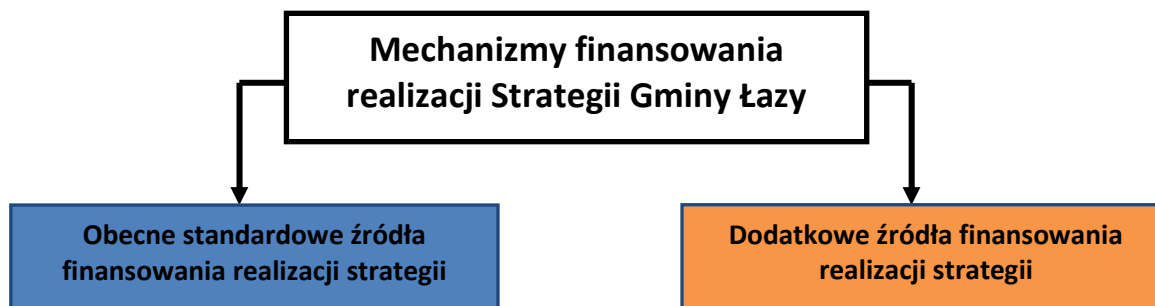 Mechanizmy finansowania
realizacji Strategii Gminy Łazy
Obecne standardowe źródła
finansowania realizacji strategii
Dodatkowe źródła finansowania
realizacji strategii